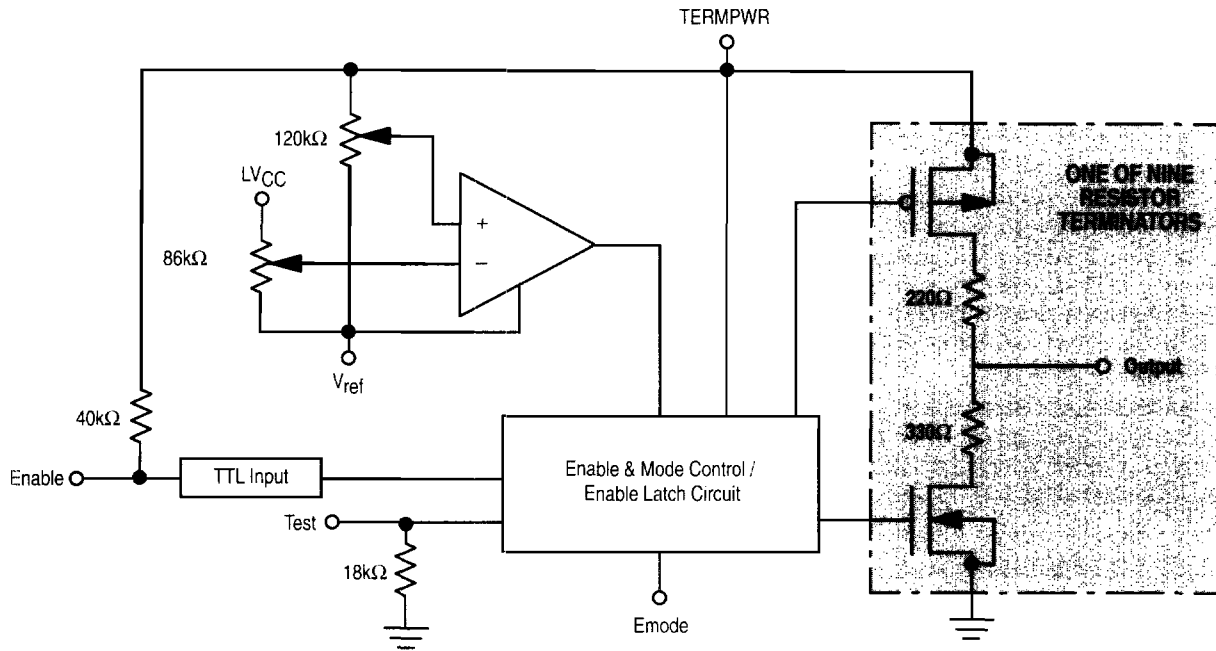 TERMPWR
120kΩ
LVCC
86kΩ
+
−
Vref
ONE OF NINE
RESISTOR
TERMINATORS
220Ω
Output
330Ω
40kΩ
Enable
TTL Input
Enable & Mode Control /
Enable Latch Circuit
Test
18kΩ
Emode